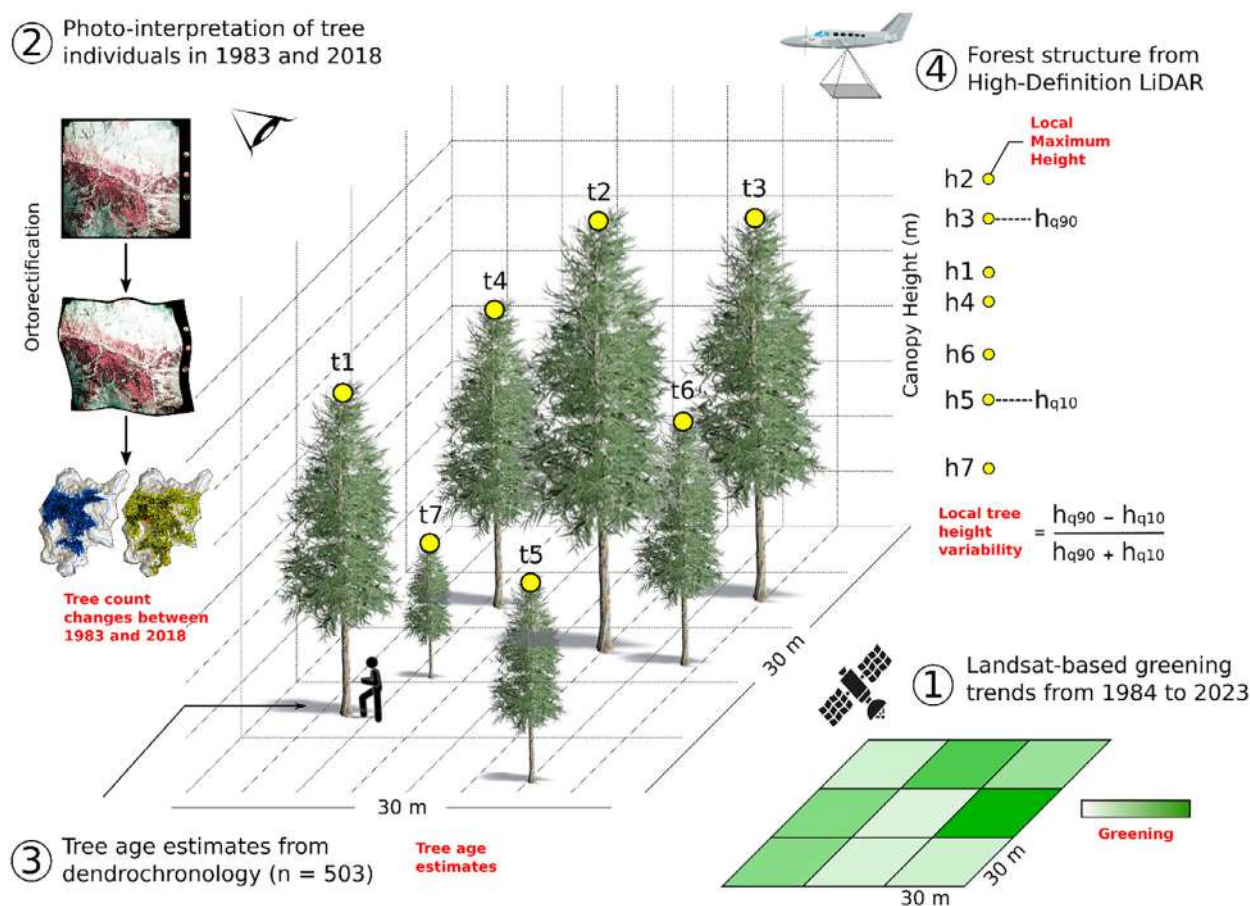 ② Photo-interpretation of tree
individuals in 1983 and 2018
④ Forest structure from
High-Definition LiDAR
Ortorectification
Tree count
changes between
1983 and 2018
t1
t2
t3
t4
t5
t6
t7
30 m
30 m
Canopy Height (m)
Local
Maximum
Height
h2
h3 hq90
h1
h4
h6
h5 hq10
h7
Local tree
height
variability
= hq90 – hq10
hq90 + hq10
① Landsat-based greening
trends from 1984 to 2023
Greening
30 m
30 m
③ Tree age estimates from
dendrochronology (n = 503)
Tree age
estimates